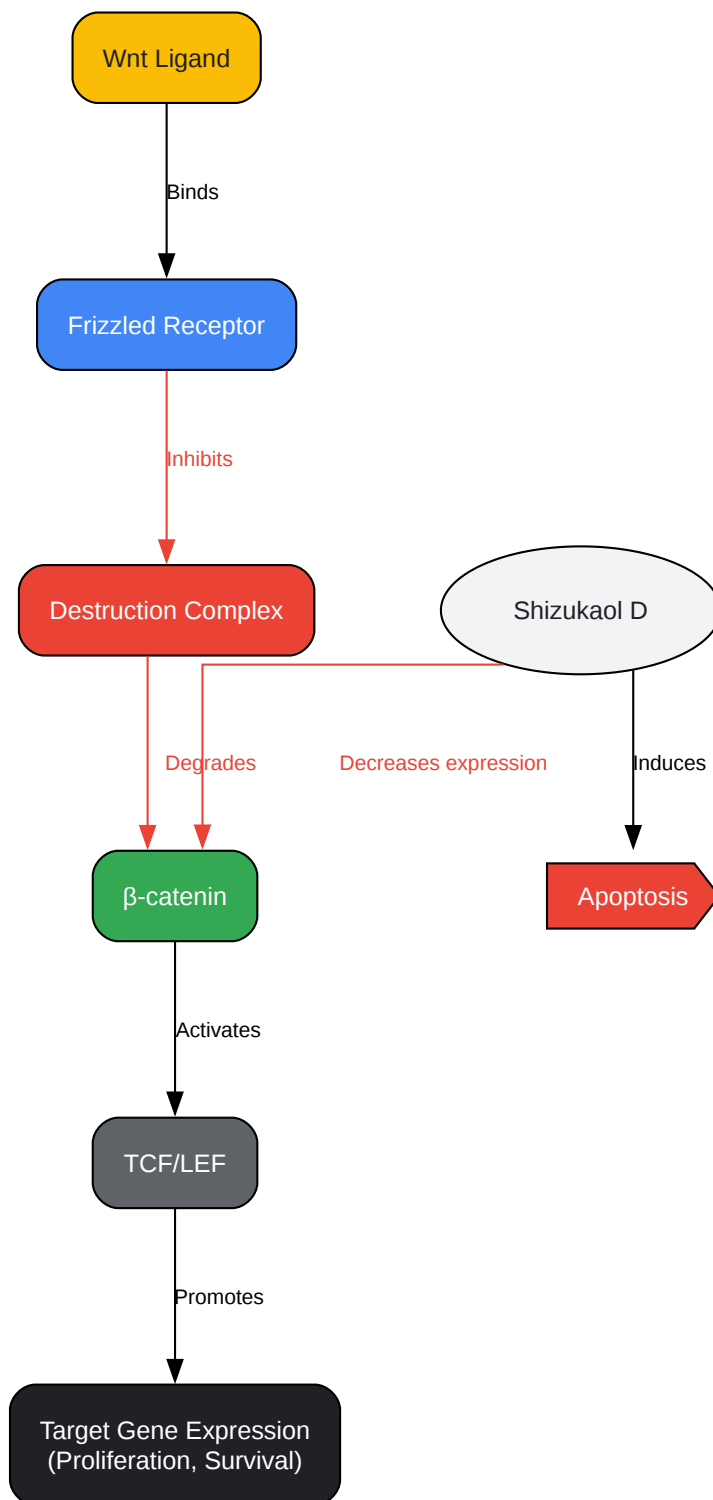 Wnt Ligand
Binds
Frizzled Receptor
Inhibits
Destruction Complex
Shizukaol D
Degrades
Decreases expression
Induces
β-catenin
Apoptosis
Activates
TCF/LEF
Promotes
Target Gene Expression
(Proliferation, Survival)